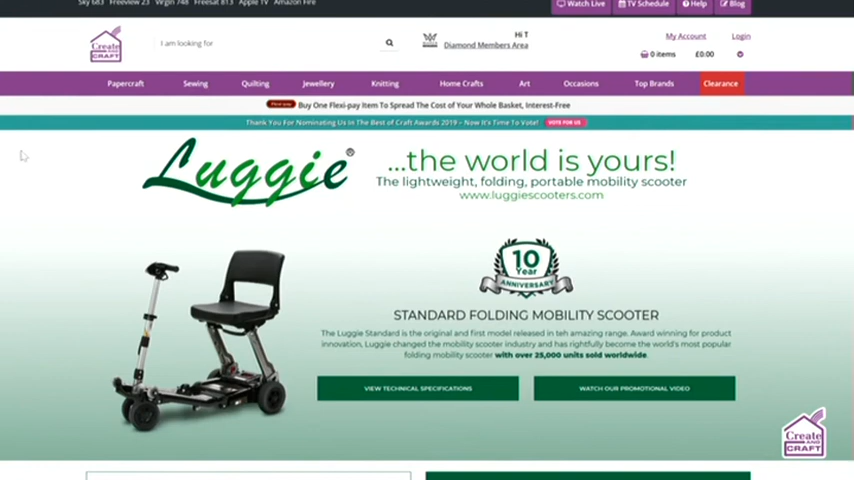 Sky 683 Freeview 23 Virgin 748 Freesat 813 Apple TV Amazon Fire
Watch Live TV Schedule Help Blog
Create
AND
CRAFT
I am looking for
Hi T
Diamond Members Area
My Account Login
0 items £0.00
Papercraft Sewing Quilting Jewellery Knitting Home Crafts Art Occasions Top Brands Clearance
Flexi-pay Buy One Flexi-pay Item To Spread The Cost of Your Whole Basket, Interest-Free
Thank You For Nominating Us In The Best of Craft Awards 2019 – Now It's Time To Vote! VOTE FOR US
Luggie®
...the world is yours!
The lightweight, folding, portable mobility scooter
www.luggiescooters.com
10
Year
ANNIVERSARY
STANDARD FOLDING MOBILITY SCOOTER
The Luggie Standard is the original and first model released in teh amazing range. Award winning for product
innovation, Luggie changed the mobility scooter industry and has rightfully become the world's most popular
folding mobility scooter with over 25,000 units sold worldwide.
VIEW TECHNICAL SPECIFICATIONS
WATCH OUR PROMOTIONAL VIDEO
Create
AND
CRAFT